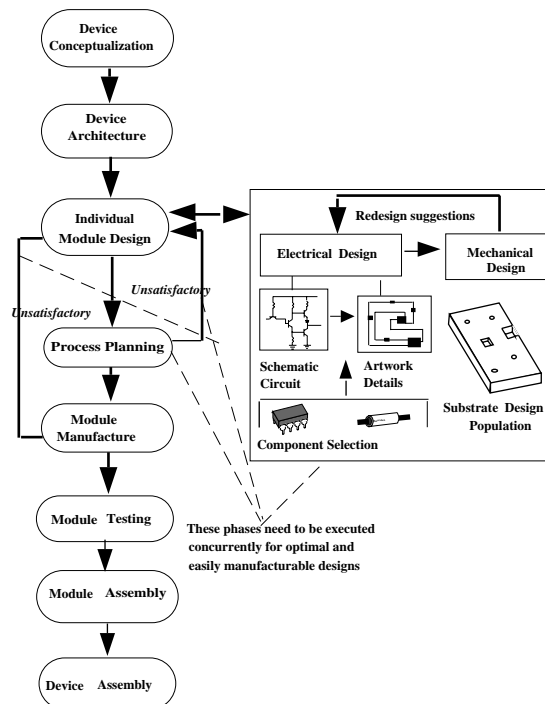 Device
Conceptualization
Device
Architecture
Individual
Module Design
Redesign suggestions
Electrical Design
Mechanical
Design
Unsatisfactory
Unsatisfactory
Process Planning
Schematic
Circuit
Artwork
Details
Substrate Design
Population
Component Selection
Module
Manufacture
Module Testing
These phases need to be executed
concurrently for optimal and
easily manufacturable designs
Module Assembly
Device Assembly